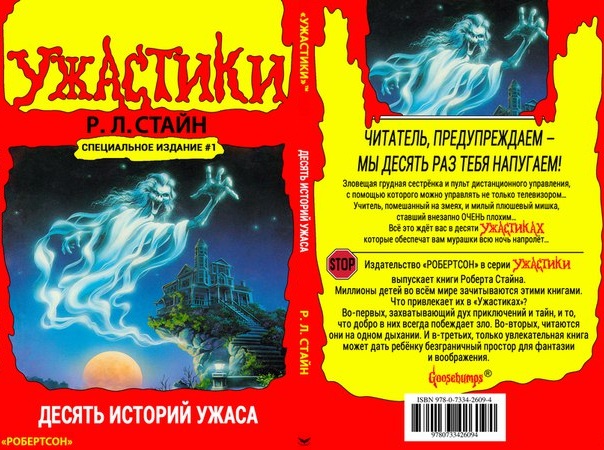 УЖАСТИКИ
Р. Л. СТАЙН
СПЕЦИАЛЬНОЕ ИЗДАНИЕ #1
ДЕСЯТЬ ИСТОРИЙ УЖАСА
«РОБЕРТСОН»
«УЖАСТИКИ»™
ДЕСЯТЬ ИСТОРИЙ УЖАСА
Р. Л. СТАЙН
ЧИТАТЕЛЬ, ПРЕДУПРЕЖДАЕМ –
МЫ ДЕСЯТЬ РАЗ ТЕБЯ НАПУГАЕМ!
Зловещая грудная сестрёнка и пульт дистанционного управления,
с помощью которого можно управлять не только телевизором...
Учитель, помешанный на змеях, и милый плюшевый мишка,
ставший внезапно ОЧЕНЬ плохим...
Всё это ждёт вас в десяти УЖАСТИКАХ
которые обеспечат вам мурашки всю ночь напролёт...
STOP Издательство «РОБЕРТСОН» в серии УЖАСТИКИ
выпускает книги Роберта Стайна.
Миллионы детей во всём мире зачитываются этими книгами.
Что привлекает их в «Ужастиках»?
Во-первых, захватывающий дух приключений и тайн, и то,
что добро в них всегда побеждает зло. Во-вторых, читаются
они на одном дыхании. И в-третьих, только увлекательная книга
может дать ребёнку безграничный простор для фантазии
и воображения.
Goosebumps®
ISBN 978-0-7334-2609-4
9780733426094